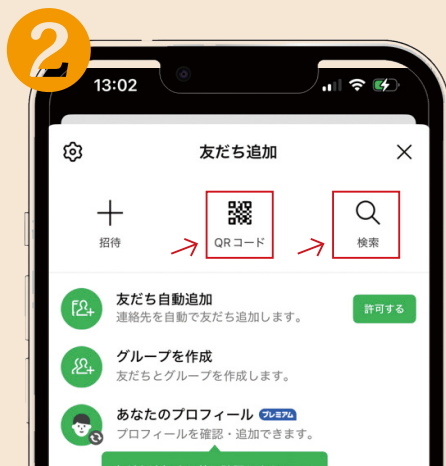 2
13:02
友だち追加
招待
QRコード
検索
友だち自動追加
連絡先を自動で友だち追加します。
許可する
グループを作成
友だちとグループを作成します。
あなたのプロフィール プレミアム
プロフィールを確認・追加できます。